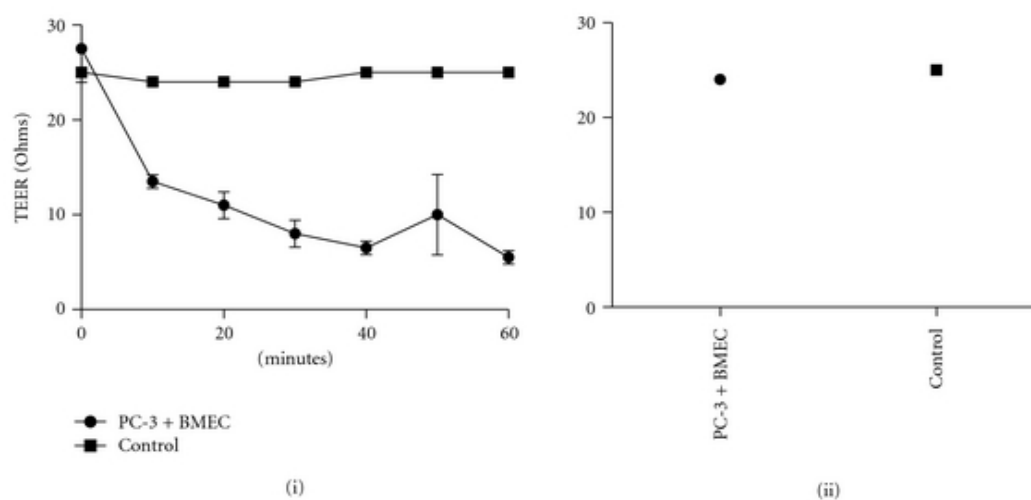 30
20
10
0
TEER (Ohms)
0
20
40
60
(minutes)
PC-3 + BMEC
Control
(i)
30
20
10
0
PC-3 + BMEC
Control
(ii)